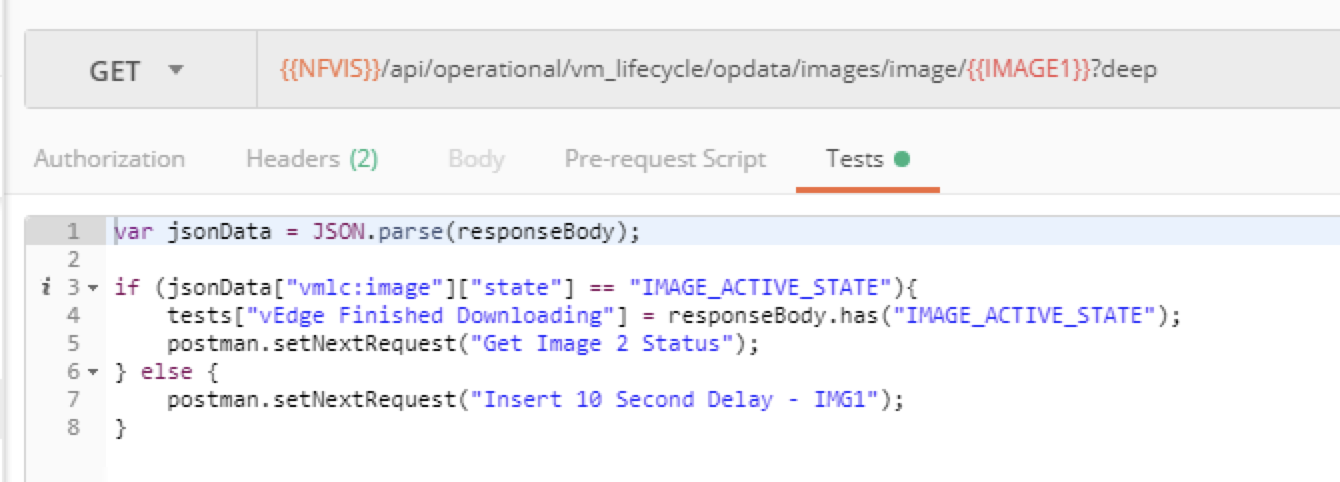 GET {{NFVIS}}/api/operational/vm_lifecycle/opdata/images/image/{{IMAGE1}}?deep
Authorization Headers (2) Body Pre-request Script Tests
1 var jsonData = JSON.parse(responseBody);
2
i 3 if (jsonData["vmlc:image"]["state"] == "IMAGE_ACTIVE_STATE"){
4 tests["vEdge Finished Downloading"] = responseBody.has("IMAGE_ACTIVE_STATE");
5 postman.setNextRequest("Get Image 2 Status");
6 } else {
7 postman.setNextRequest("Insert 10 Second Delay - IMG1");
8 }